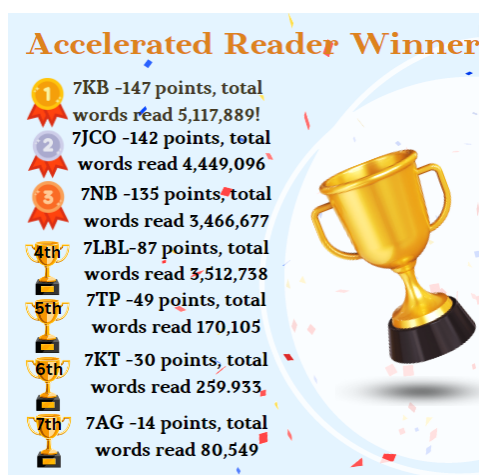 Accelerated Reader Winner
1
7KB -147 points, total
words read 5,117,889!
2
7JCO -142 points, total
words read 4,449,096
3
7NB -135 points, total
words read 3,466,677
4th
7LBL-87 points, total
words read 3,512,738
5th
7TP -49 points, total
words read 170,105
6th
7KT -30 points, total
words read 259.933
7th
7AG -14 points, total
words read 80,549